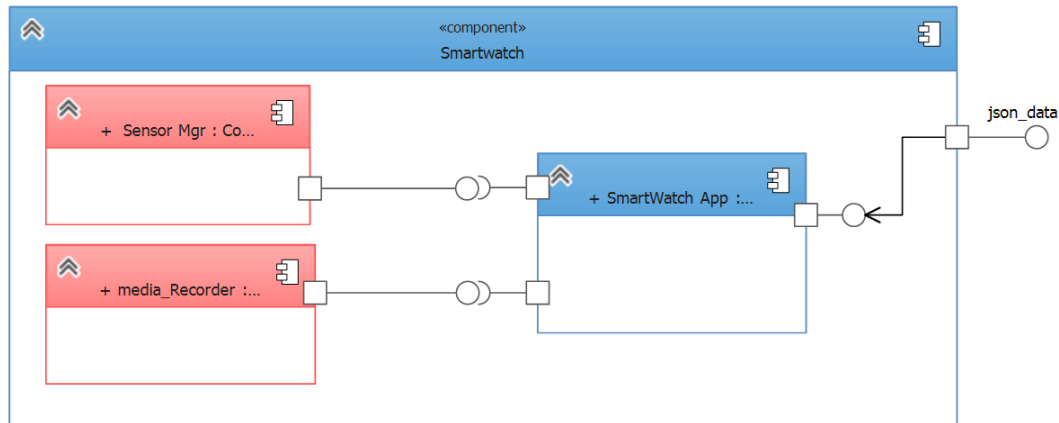 «component»
Smartwatch
json_data
+ Sensor Mgr : Co...
+ SmartWatch App :...
+ media_Recorder :...